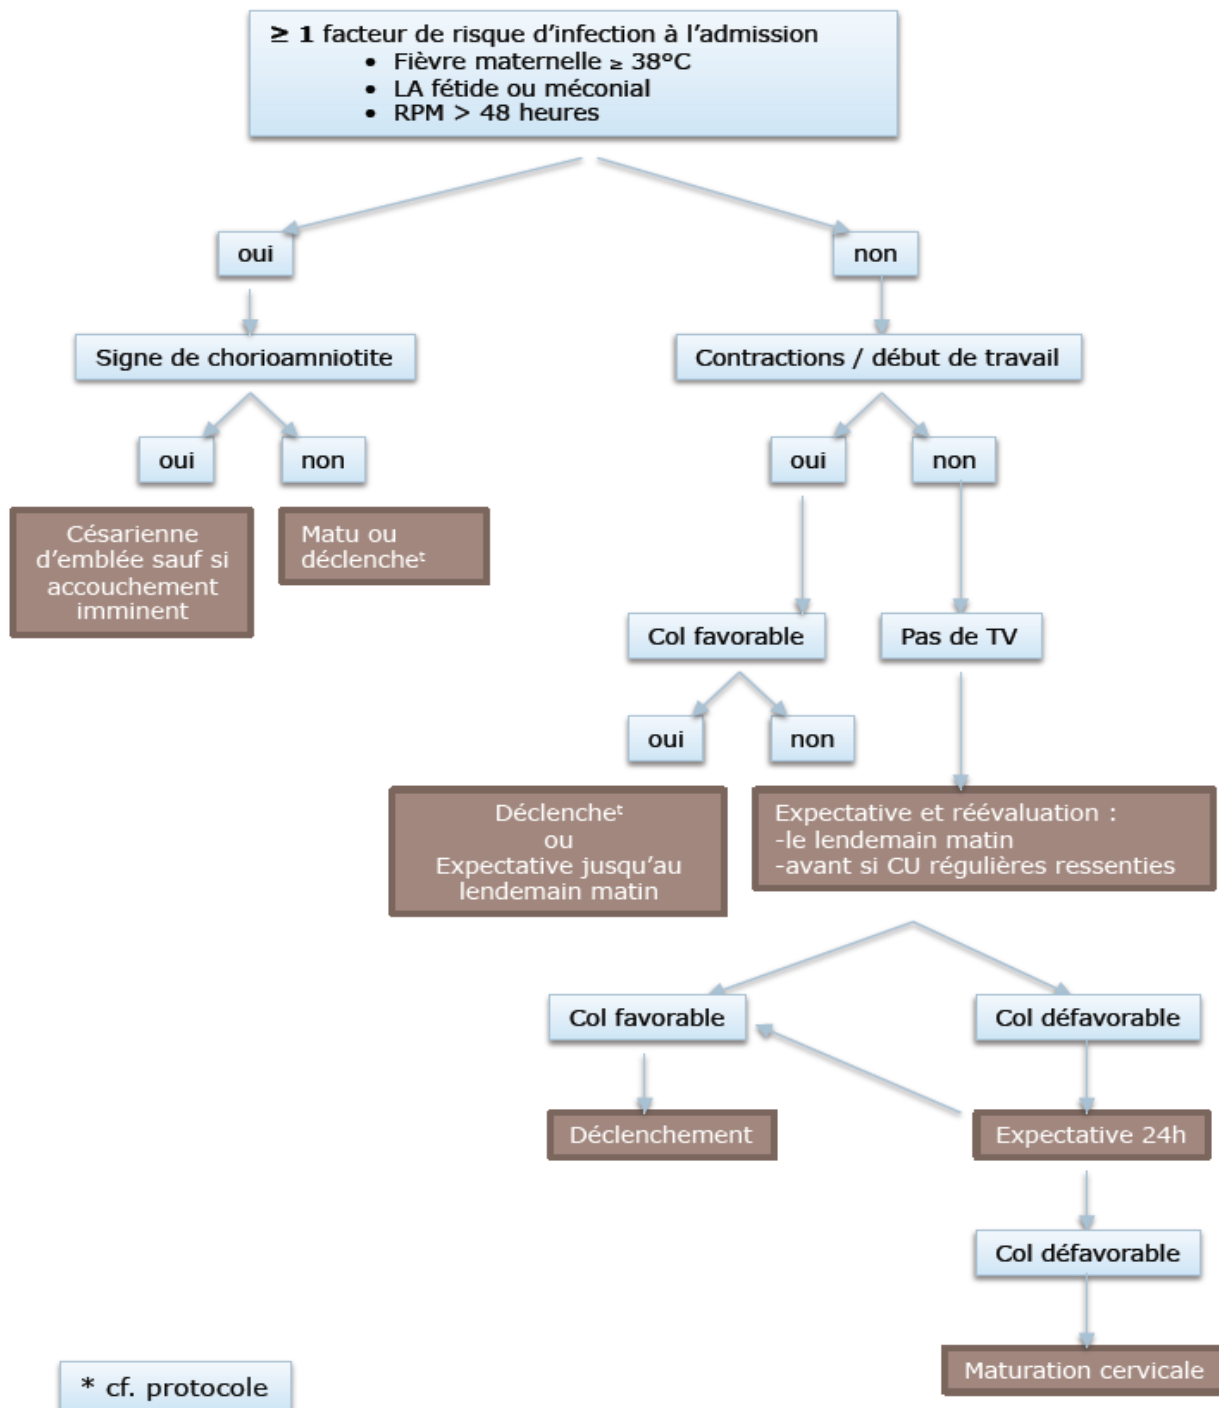 ≥ 1 facteur de risque d'infection à l'admission
• Fièvre maternelle ≥ 38°C
• LA fétide ou méconial
• RPM > 48 heures
oui
non
Signe de chorioamniotite
Contractions / début de travail
oui
non
oui
non
Césarienne
d'emblée sauf si
accouchement
imminent
Matu ou
déclencheᵗ
Col favorable
Pas de TV
oui
non
Déclencheᵗ
ou
Expectative jusqu'au
lendemain matin
Expectative et réévaluation :
-le lendemain matin
-avant si CU régulières ressenties
Col favorable
Col défavorable
Déclenchement
Expectative 24h
Col défavorable
Maturation cervicale
* cf. protocole